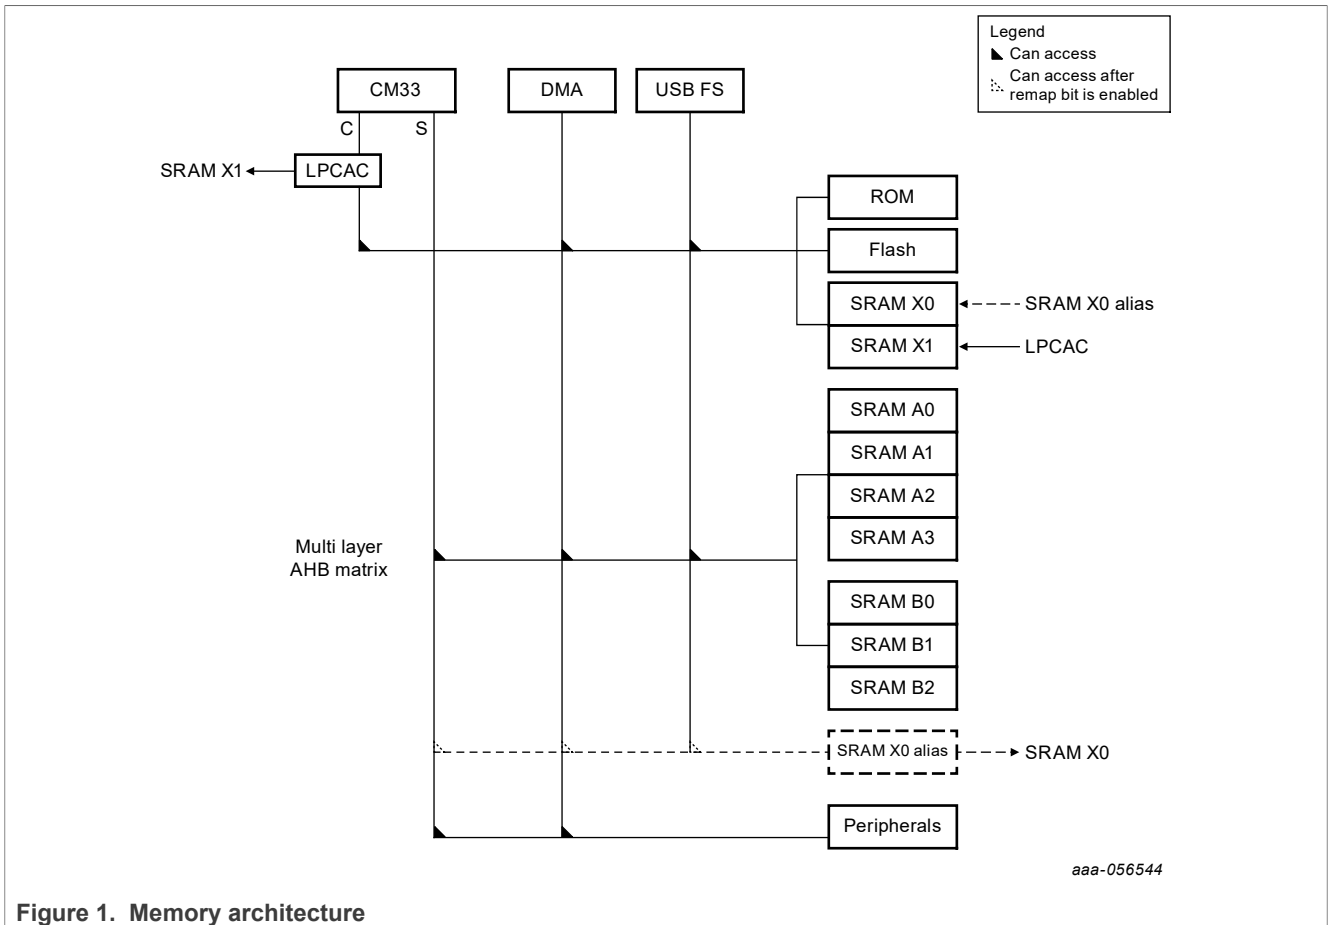 Legend
Can access
Can access after
remap bit is enabled
CM33
DMA
USB FS
C
S
SRAM X1
LPCAC
ROM
Flash
SRAM X0
SRAM X0 alias
SRAM X1
LPCAC
SRAM A0
SRAM A1
SRAM A2
SRAM A3
Multi layer
AHB matrix
SRAM B0
SRAM B1
SRAM B2
SRAM X0 alias
SRAM X0
Peripherals
aaa-056544
Figure 1. Memory architecture